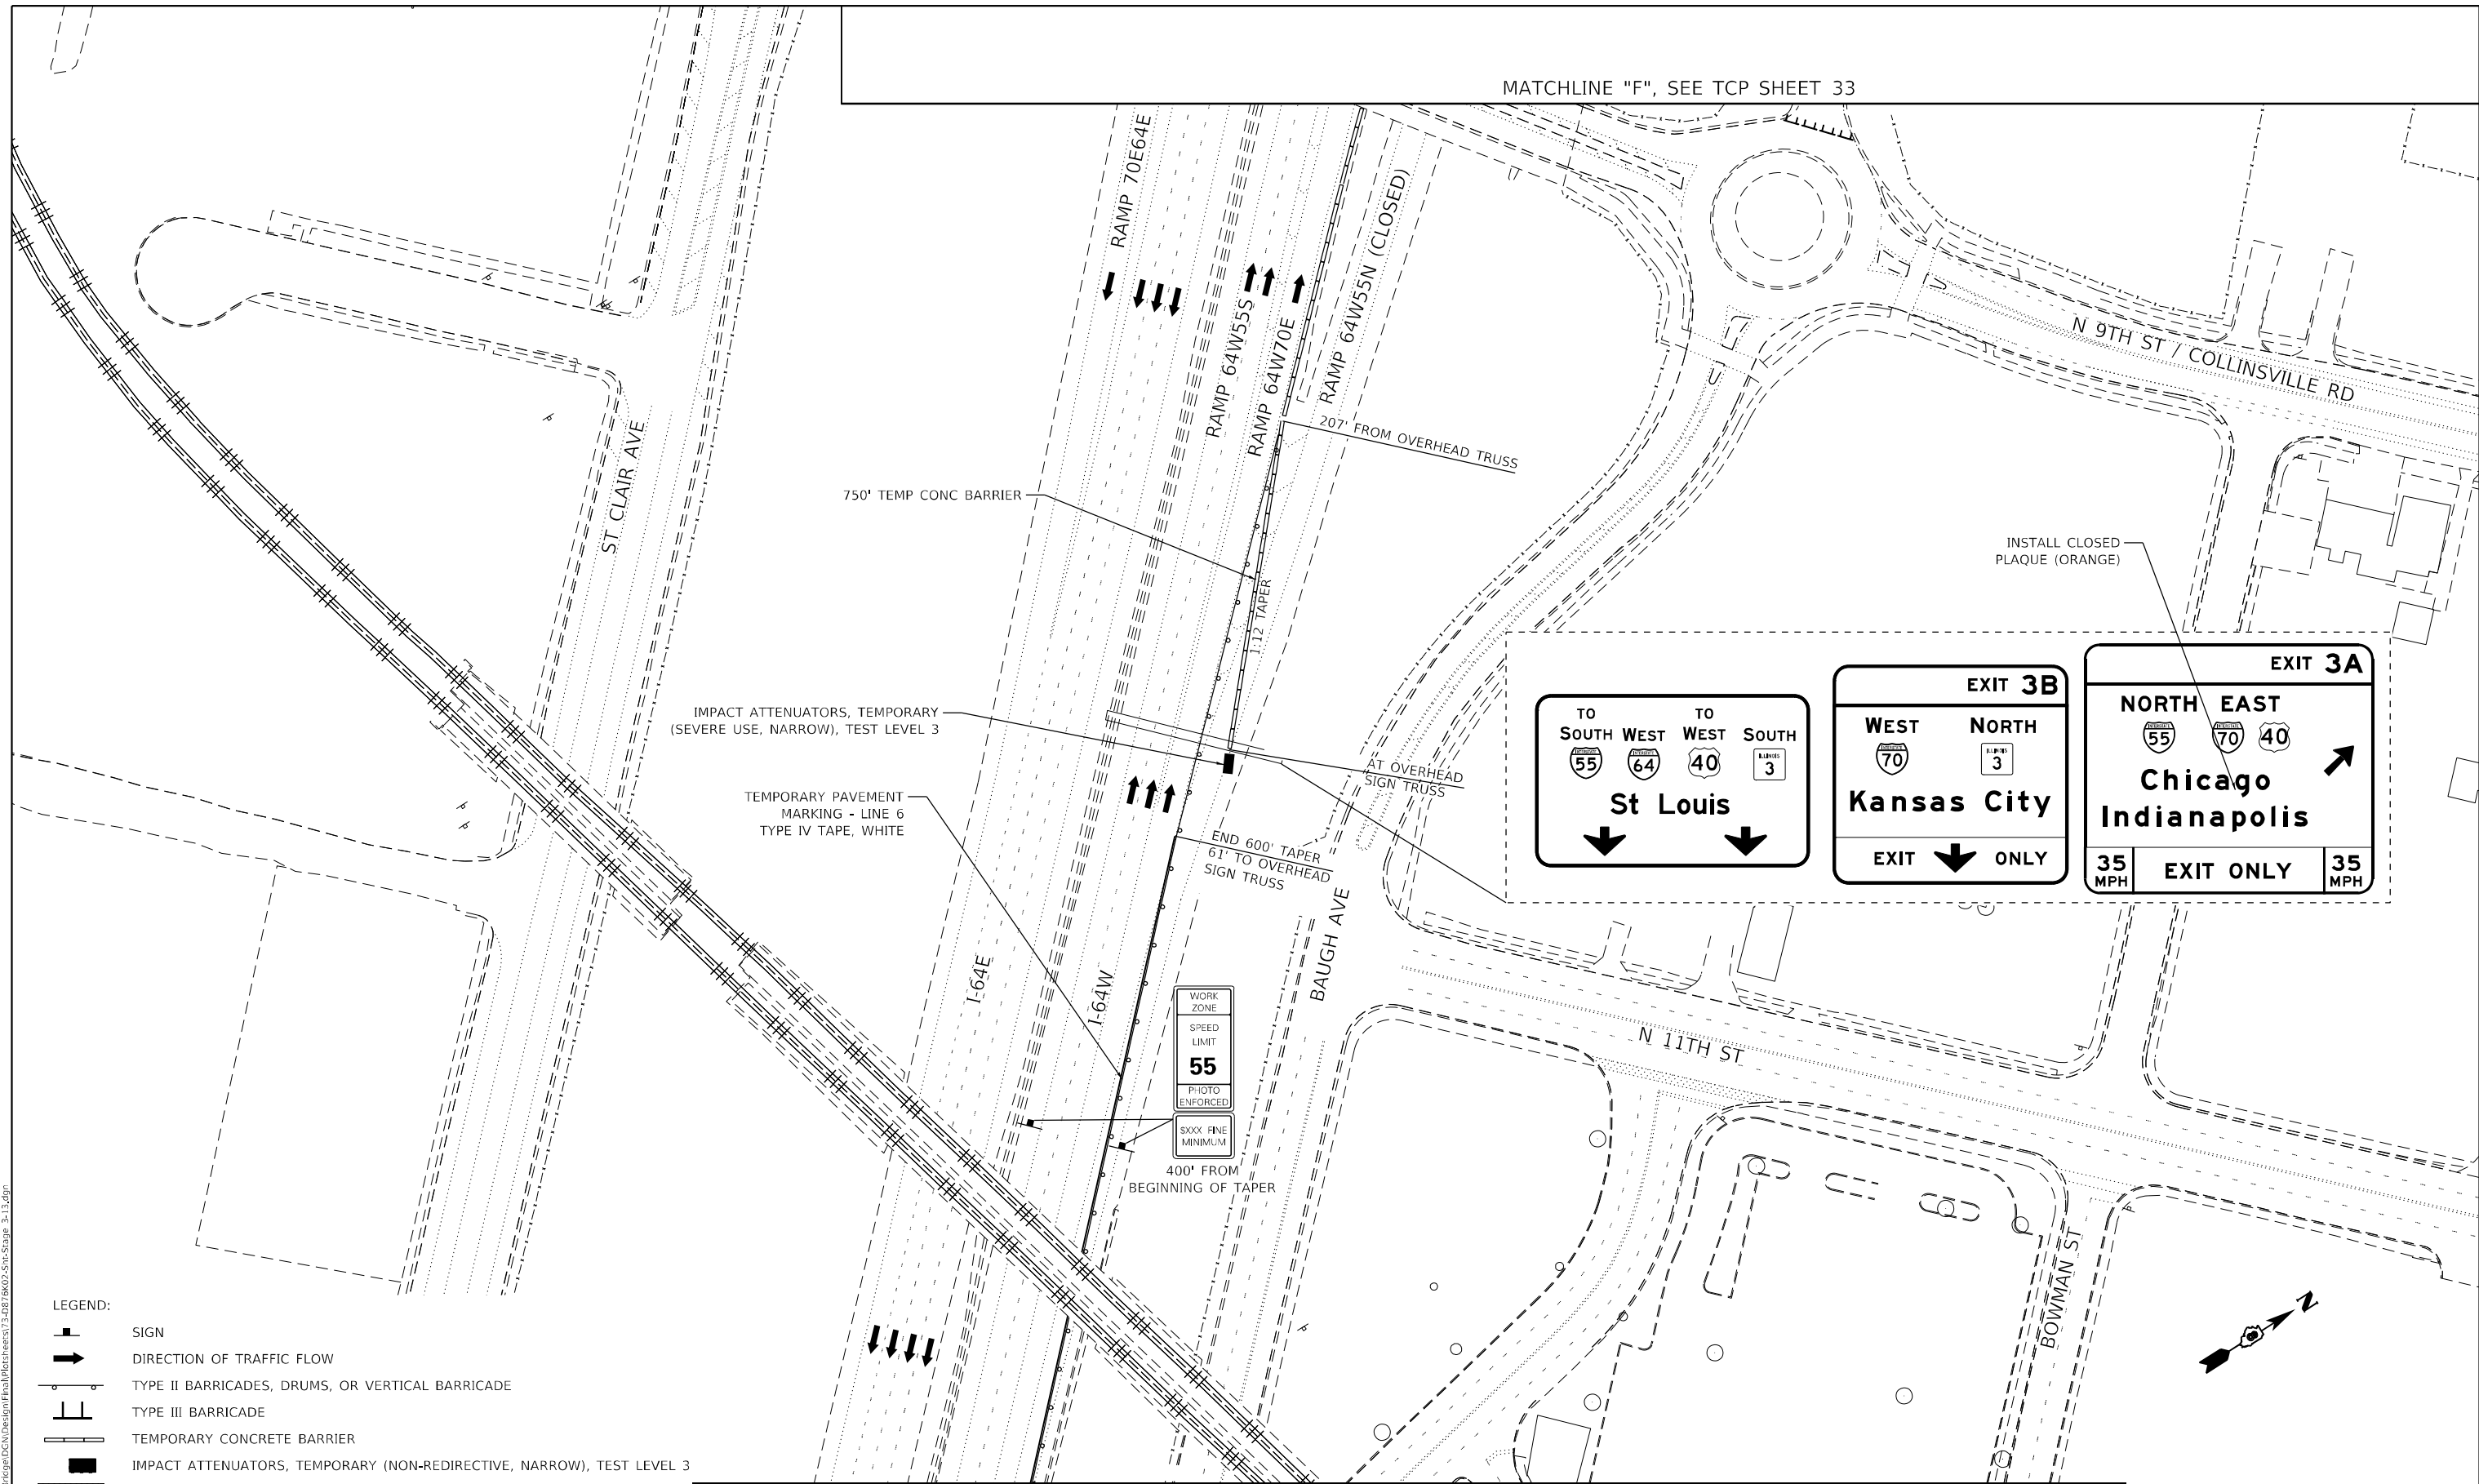 MATCHLINE "F", SEE TCP SHEET 33
RAMP 70E64E
RAMP 64W55S
RAMP 64W70E
RAMP 64W55N (CLOSED)
N 9TH ST / COLLINSVILLE RD
207' FROM OVERHEAD TRUSS
ST CLAIR AVE
750' TEMP CONC BARRIER
1:12 TAPER
INSTALL CLOSED
PLAQUE (ORANGE)
IMPACT ATTENUATORS, TEMPORARY
(SEVERE USE, NARROW), TEST LEVEL 3
AT OVERHEAD
SIGN TRUSS
TEMPORARY PAVEMENT
MARKING - LINE 6
TYPE IV TAPE, WHITE
END 600' TAPER
61' TO OVERHEAD
SIGN TRUSS
TO TO
SOUTH WEST WEST SOUTH
INTERSTATE 55 INTERSTATE 64 40 ILLINOIS 3
St Louis
EXIT 3B
WEST NORTH
INTERSTATE 70 ILLINOIS 3
Kansas City
EXIT ONLY
EXIT 3A
NORTH EAST
INTERSTATE 55 INTERSTATE 70 40
Chicago
Indianapolis
35 MPH EXIT ONLY 35 MPH
I-64E
I-64W
BAUGH AVE
N 11TH ST
BOWMAN ST
WORK
ZONE
SPEED
LIMIT
55
PHOTO
ENFORCED
$XXX FINE
MINIMUM
400' FROM
BEGINNING OF TAPER
N
LEGEND:
SIGN
DIRECTION OF TRAFFIC FLOW
TYPE II BARRICADES, DRUMS, OR VERTICAL BARRICADE
TYPE III BARRICADE
TEMPORARY CONCRETE BARRIER
IMPACT ATTENUATORS, TEMPORARY (NON-REDIRECTIVE, NARROW), TEST LEVEL 3